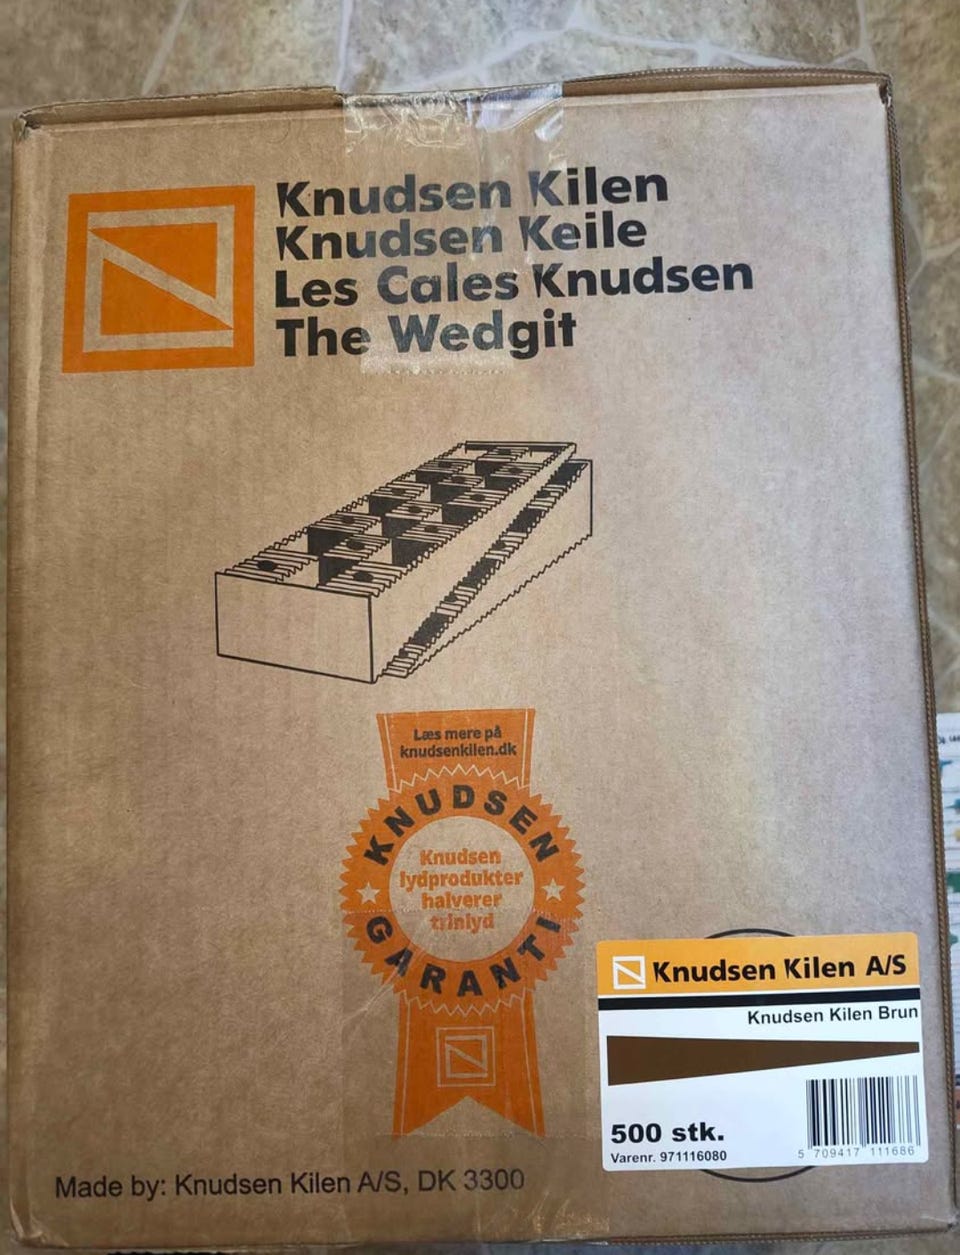 Knudsen Kilen
Knudsen Keile
Les Cales Knudsen
The Wedgit
Læs mere på
knudsenkilen.dk
KNUDSEN
Knudsen
lydprodukter
halverer
trinlyd
GARANTI
Knudsen Kilen A/S
Knudsen Kilen Brun
500 stk.
Varenr. 971116080
5 709417 111686
Made by: Knudsen Kilen A/S, DK 3300